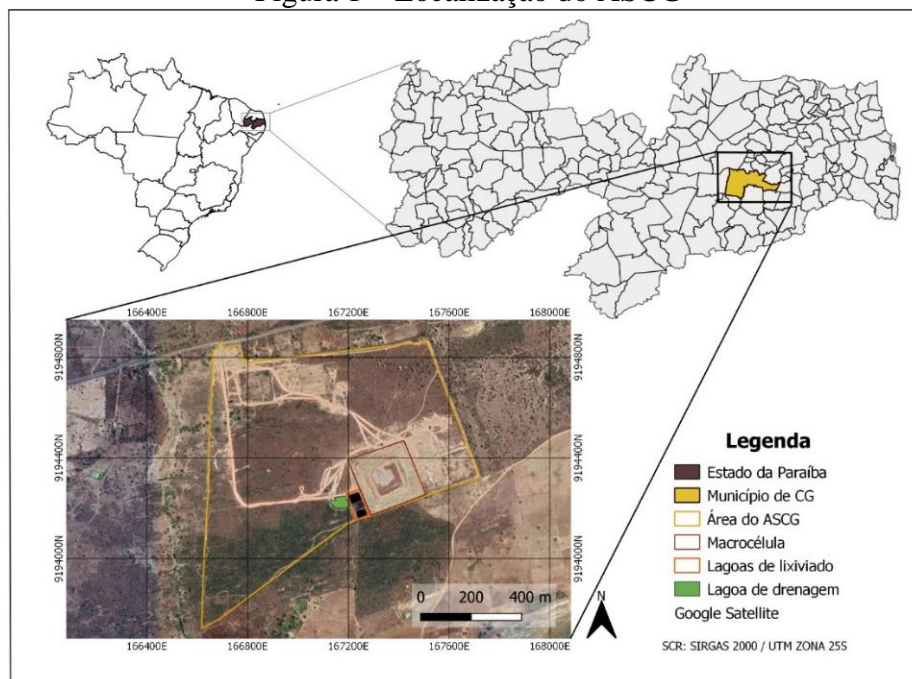 Figura 1 – Localização do ASCG
166400E 166800E 167200E 167600E 168000E
9194800N 9194800N
9194400N 9194400N
9194000N 9194000N
0 200 400 m
166400E 166800E 167200E 167600E 168000E
N
Legenda
Estado da Paraíba
Município de CG
Área do ASCG
Macrocélula
Lagoas de lixiviado
Lagoa de drenagem
Google Satellite
SCR: SIRGAS 2000 / UTM ZONA 25S